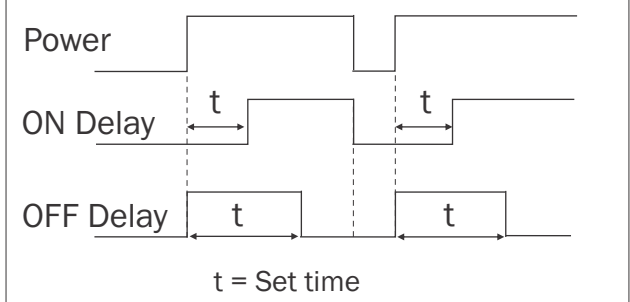 Power
t t
ON Delay
OFF Delay t t
t = Set time